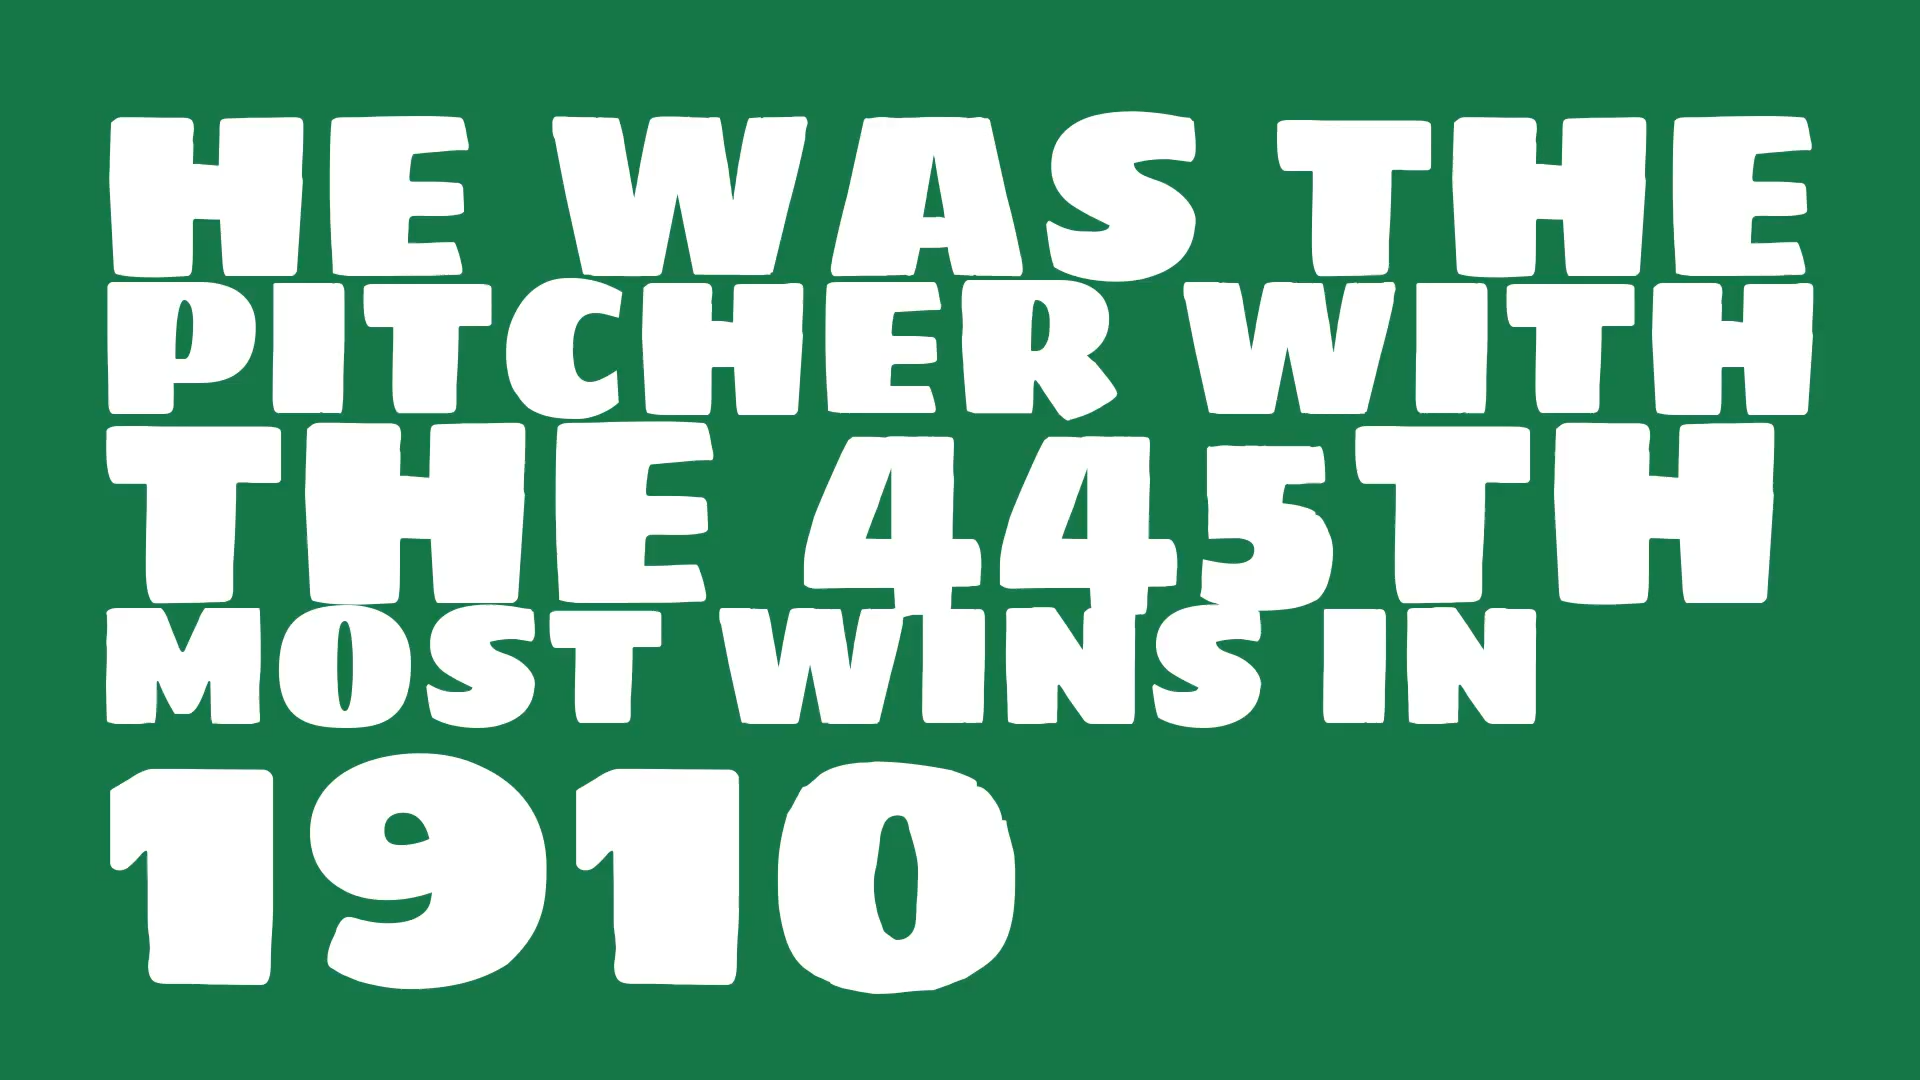 HE WAS THE
PITCHER WITH
THE 445TH
MOST WINS IN
1910